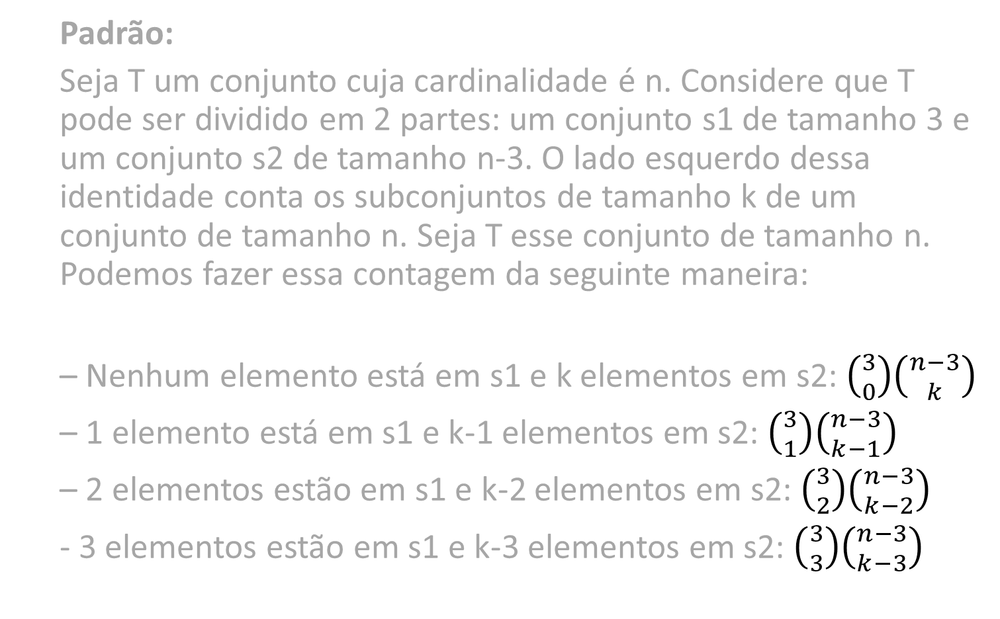 Padrão:
Seja T um conjunto cuja cardinalidade é n. Considere que T
pode ser dividido em 2 partes: um conjunto s1 de tamanho 3 e
um conjunto s2 de tamanho n-3. O lado esquerdo dessa
identidade conta os subconjuntos de tamanho k de um
conjunto de tamanho n. Seja T esse conjunto de tamanho n.
Podemos fazer essa contagem da seguinte maneira:
– Nenhum elemento está em s1 e k elementos em s2: $\binom{3}{0}\binom{n-3}{k}$
– 1 elemento está em s1 e k-1 elementos em s2: $\binom{3}{1}\binom{n-3}{k-1}$
– 2 elementos estão em s1 e k-2 elementos em s2: $\binom{3}{2}\binom{n-3}{k-2}$
- 3 elementos estão em s1 e k-3 elementos em s2: $\binom{3}{3}\binom{n-3}{k-3}$